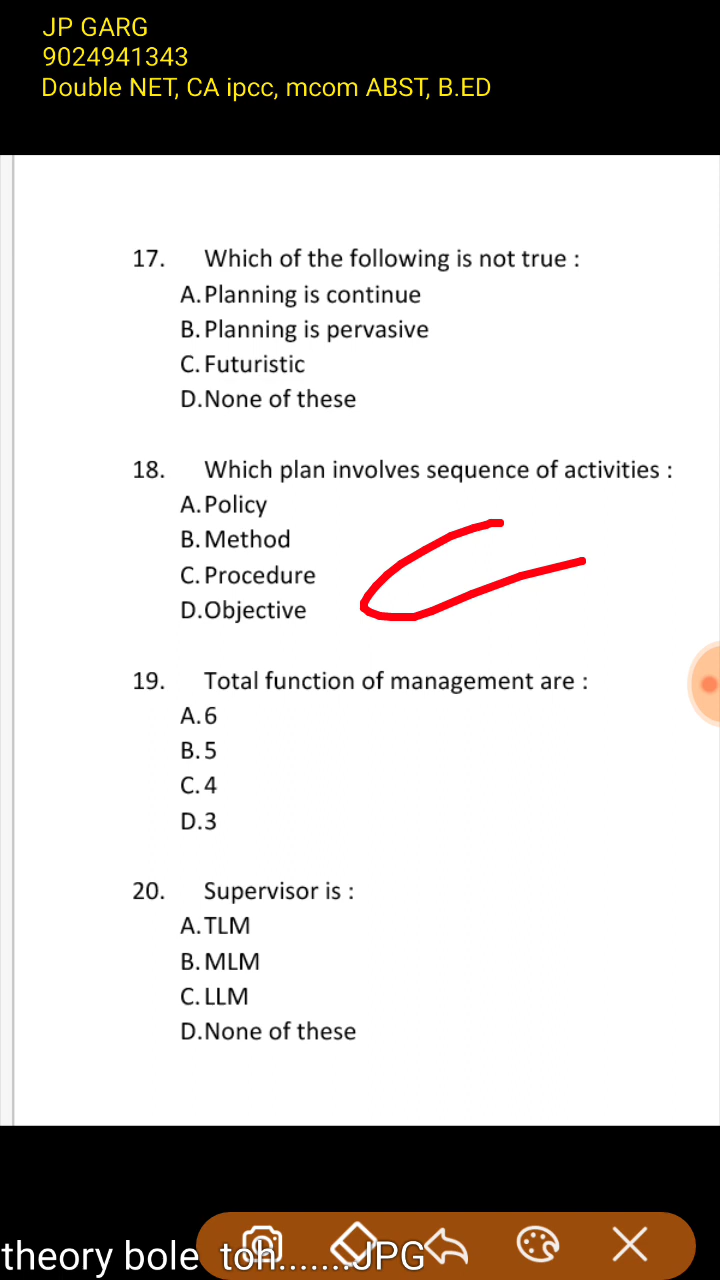 JP GARG
9024941343
Double NET, CA ipcc, mcom ABST, B.ED
17. Which of the following is not true :
A.Planning is continue
B.Planning is pervasive
C.Futuristic
D.None of these
18. Which plan involves sequence of activities :
A.Policy
B.Method
C.Procedure
D.Objective
19. Total function of management are :
A.6
B.5
C.4
D.3
20. Supervisor is :
A.TLM
B.MLM
C.LLM
D.None of these
theory bole toh.......JPG